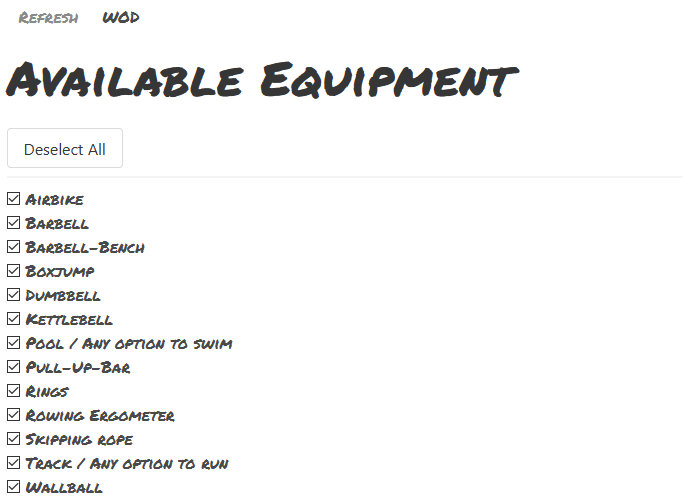 Refresh WOD
Available Equipment
Deselect All
Airbike
Barbell
Barbell-Bench
Boxjump
Dumbbell
Kettlebell
Pool / Any option to swim
Pull-Up-Bar
Rings
Rowing Ergometer
Skipping rope
Track / Any option to run
Wallball